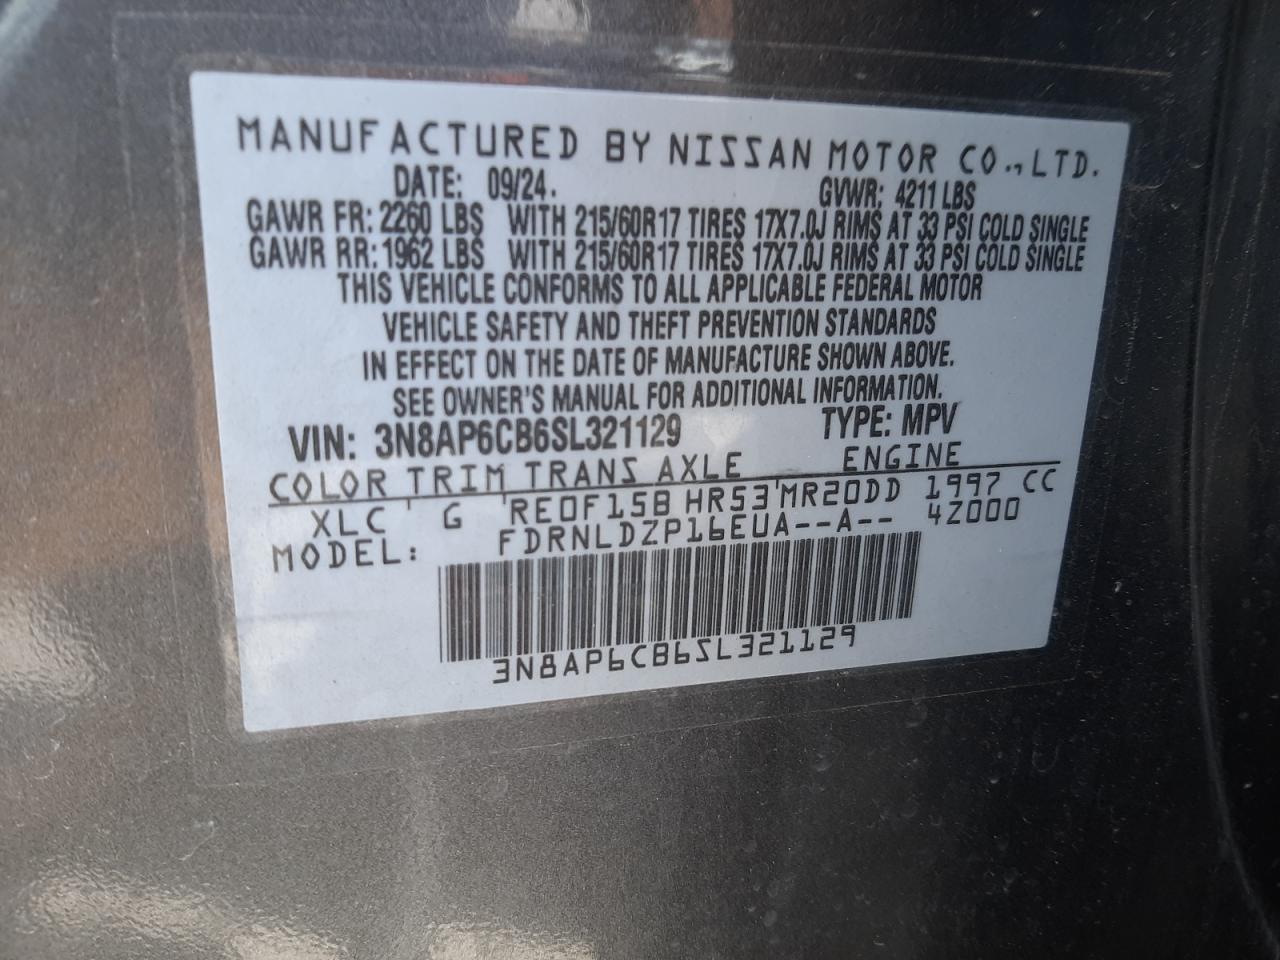 MANUFACTURED BY NISSAN MOTOR CO.,LTD.
DATE: 09/24. GVWR: 4211 LBS
GAWR FR: 2260 LBS WITH 215/60R17 TIRES 17X7.0J RIMS AT 33 PSI COLD SINGLE
GAWR RR: 1962 LBS WITH 215/60R17 TIRES 17X7.0J RIMS AT 33 PSI COLD SINGLE
THIS VEHICLE CONFORMS TO ALL APPLICABLE FEDERAL MOTOR
VEHICLE SAFETY AND THEFT PREVENTION STANDARDS
IN EFFECT ON THE DATE OF MANUFACTURE SHOWN ABOVE.
SEE OWNER'S MANUAL FOR ADDITIONAL INFORMATION.
VIN: 3N8AP6CB6SL321129 TYPE: MPV
COLOR TRIM TRANS AXLE ENGINE
XLC G RE0F15B HR53 MR20DD 1997 CC
MODEL: FDRNLDZP16EUA--A-- 4Z000
3N8AP6CB6SL321129